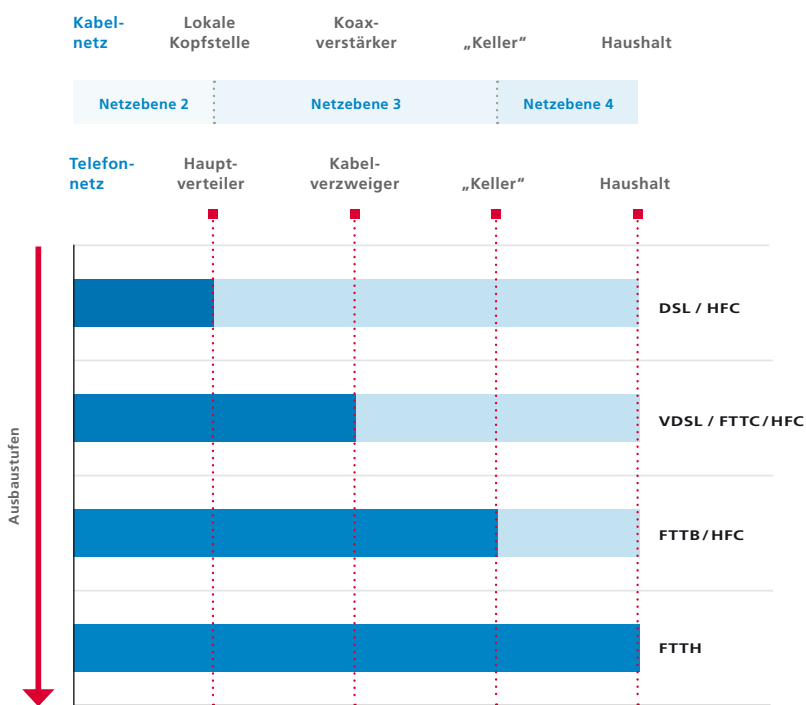 Kabel-
netz
Lokale
Kopfstelle
Koax-
verstärker
„Keller“
Haushalt
Netzebene 2
Netzebene 3
Netzebene 4
Telefon-
netz
Haupt-
verteiler
Kabel-
verzweiger
„Keller“
Haushalt
Ausbaustufen
DSL / HFC
VDSL / FTTC/HFC
FTTB/HFC
FTTH